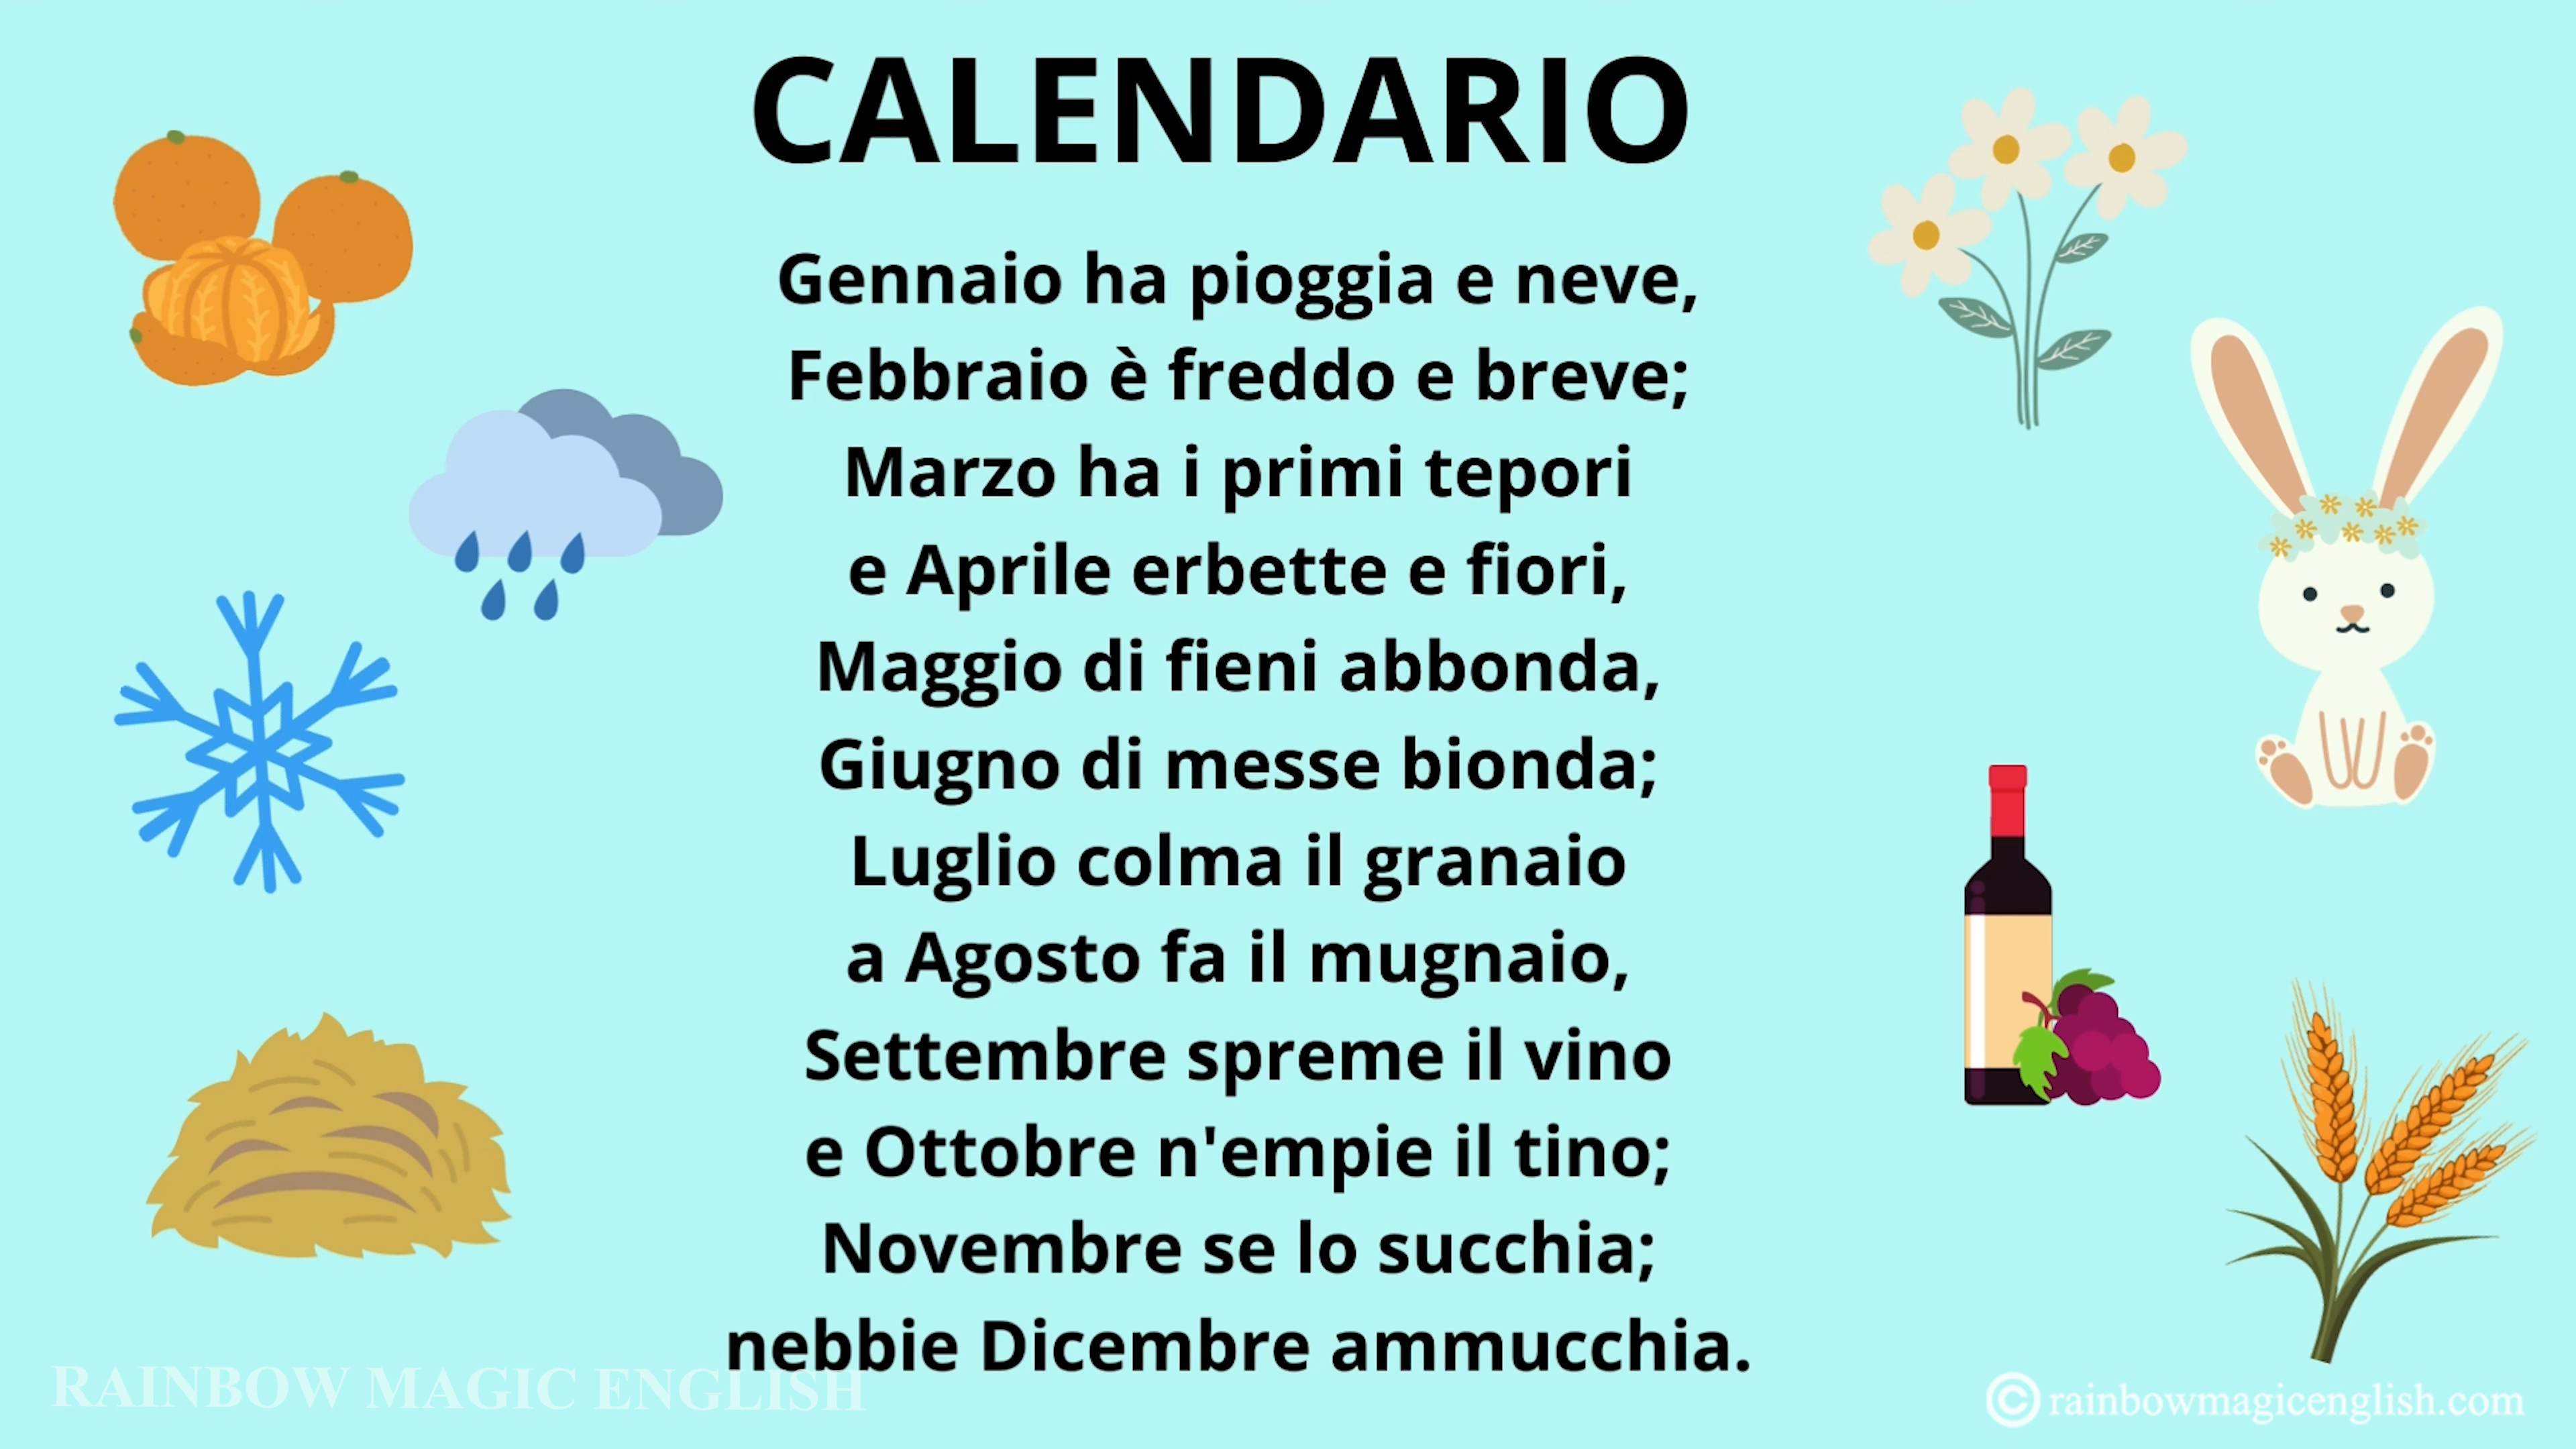 CALENDARIO
Gennaio ha pioggia e neve,
Febbraio è freddo e breve;
Marzo ha i primi tepori
e Aprile erbette e fiori,
Maggio di fieni abbonda,
Giugno di messe bionda;
Luglio colma il granaio
a Agosto fa il mugnaio,
Settembre spreme il vino
e Ottobre n'empie il tino;
Novembre se lo succhia;
nebbie Dicembre ammucchia.
RAINBOW MAGIC ENGLISH
© rainbowmagicenglish.com